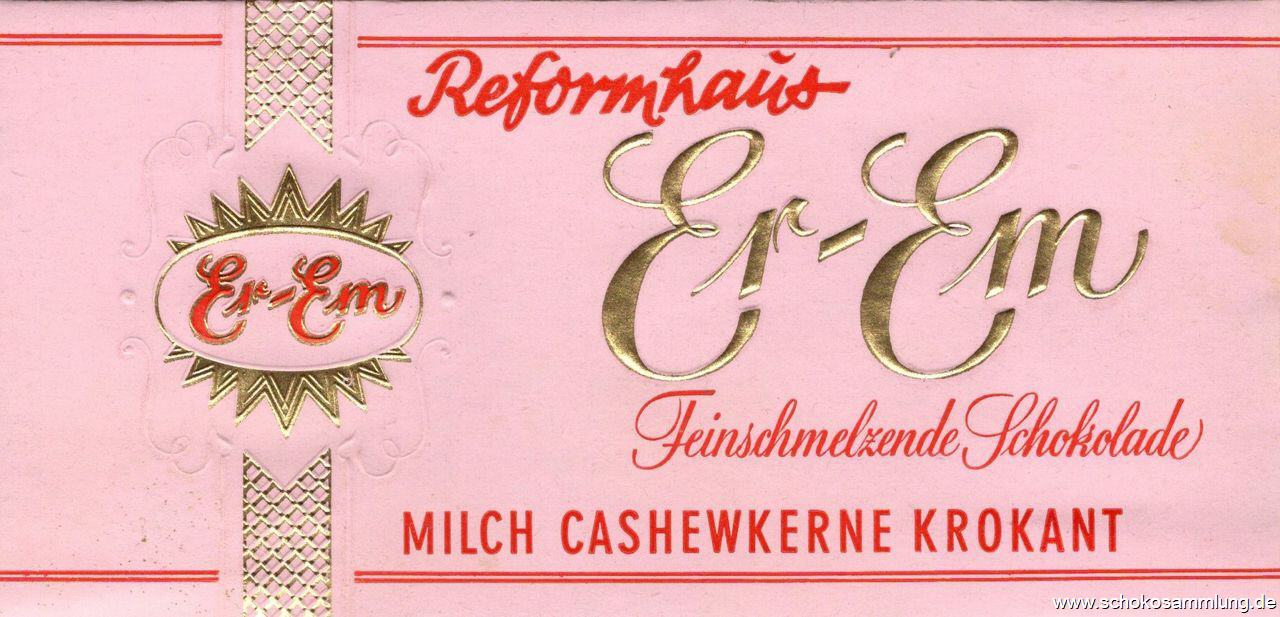 Reformhaus
Er-Em
Er-Em
Feinschmelzende Schokolade
MILCH CASHEWKERNE KROKANT
www.schokosammlung.de